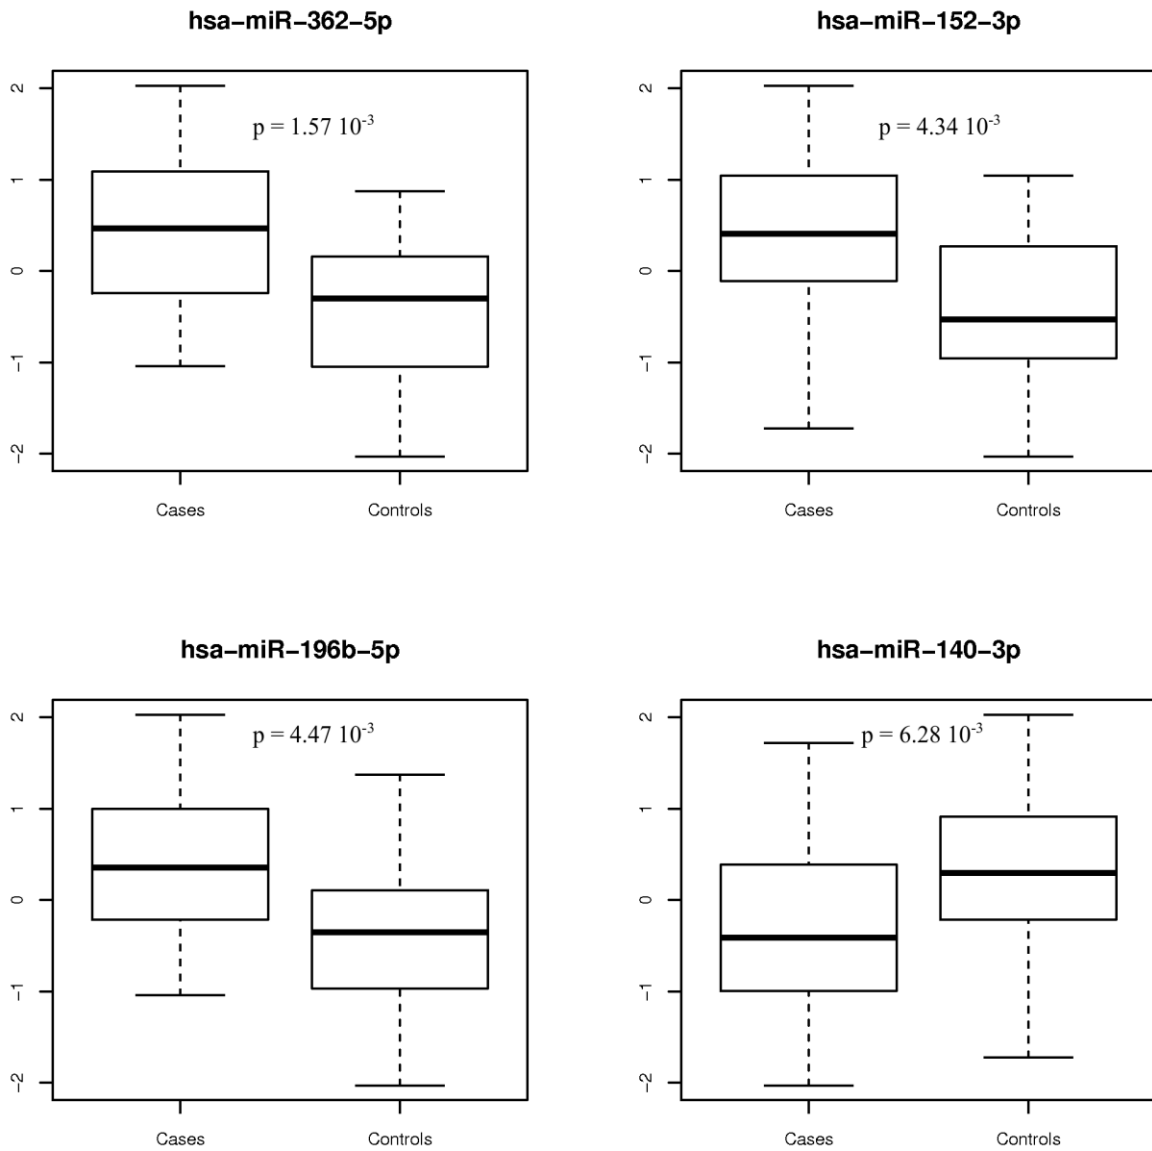 hsa−miR−362−5p
p = 1.57 10-3
2
1
0
−1
−2
Cases Controls
hsa−miR−152−3p
p = 4.34 10-3
2
1
0
−1
−2
Cases Controls
hsa−miR−196b−5p
p = 4.47 10-3
2
1
0
−1
−2
Cases Controls
hsa−miR−140−3p
p = 6.28 10-3
2
1
0
−1
−2
Cases Controls